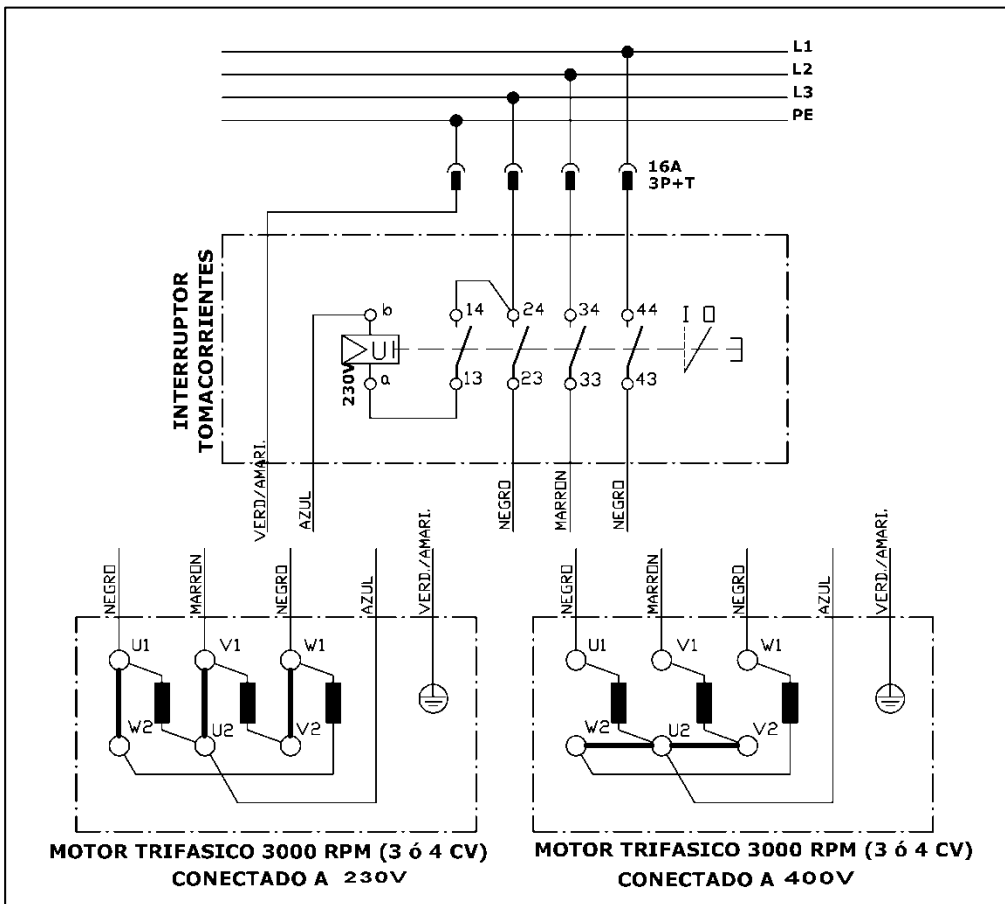 L1
L2
L3
PE
16A
3P+T
INTERRUPTOR
TOMACORRIENTES
b
14
24
34
44
I O
U
230V
a
13
23
33
43
VERD/AMARI.
AZUL
NEGRO
MARRON
NEGRO
NEGRO
MARRON
NEGRO
AZUL
VERD./AMARI.
U1
V1
W1
W2
U2
V2
MOTOR TRIFASICO 3000 RPM (3 ó 4 CV)
CONECTADO A 230V
NEGRO
MARRON
NEGRO
AZUL
VERD./AMARI.
U1
V1
W1
W2
U2
V2
MOTOR TRIFASICO 3000 RPM (3 ó 4 CV)
CONECTADO A 400V